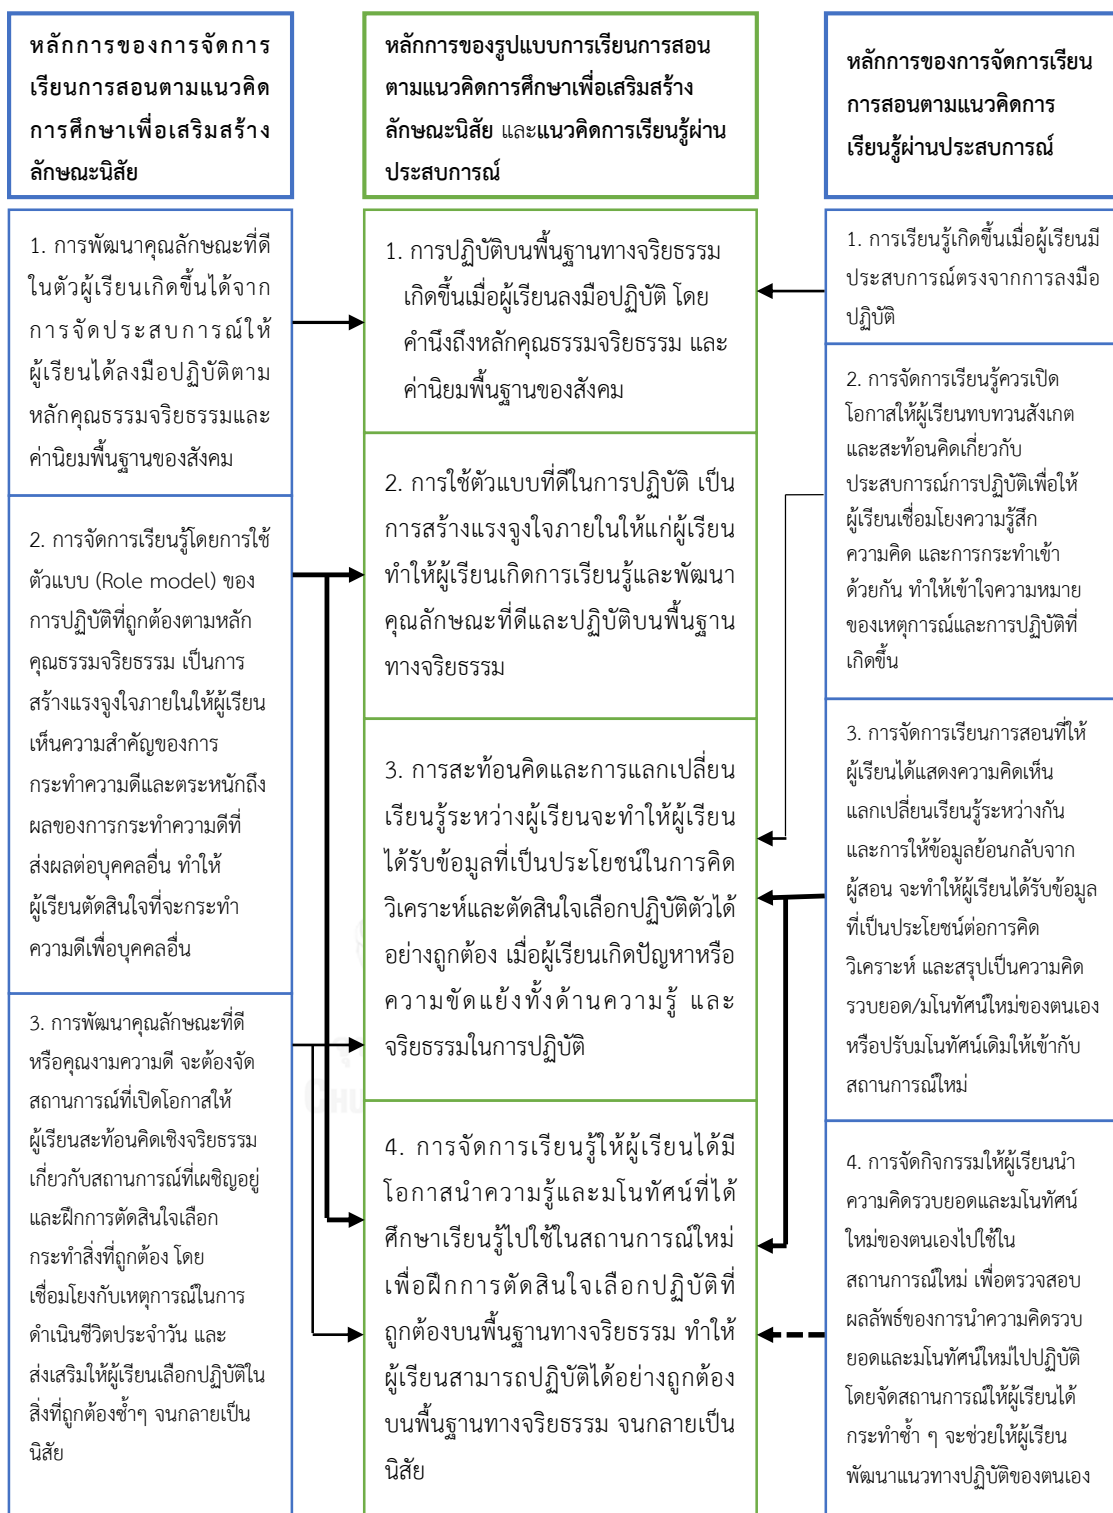 หลักการของการจัดการ
เรียนการสอนตามแนวคิด
การศึกษาเพื่อเสริมสร้าง
ลักษณะนิสัย
1. การพัฒนาคุณลักษณะที่ดี
ในตัวผู้เรียนเกิดขึ้นได้จาก
การจัดประสบการณ์ให้
ผู้เรียนได้ลงมือปฏิบัติตาม
หลักคุณธรรมจริยธรรมและ
ค่านิยมพื้นฐานของสังคม
2. การจัดการเรียนรู้โดยการใช้
ตัวแบบ (Role model) ของ
การปฏิบัติที่ถูกต้องตามหลัก
คุณธรรมจริยธรรม เป็นการ
สร้างแรงจูงใจภายในให้ผู้เรียน
เห็นความสำคัญของการ
กระทำความดีและตระหนักถึง
ผลของการกระทำความดีที่
ส่งผลต่อบุคคลอื่น ทำให้
ผู้เรียนตัดสินใจที่จะกระทำ
ความดีเพื่อบุคคลอื่น
3. การพัฒนาคุณลักษณะที่ดี
หรือคุณงามความดี จะต้องจัด
สถานการณ์ที่เปิดโอกาสให้
ผู้เรียนสะท้อนคิดเชิงจริยธรรม
เกี่ยวกับสถานการณ์ที่เผชิญอยู่
และฝึกการตัดสินใจเลือก
กระทำสิ่งที่ถูกต้อง โดย
เชื่อมโยงกับเหตุการณ์ในการ
ดำเนินชีวิตประจำวัน และ
ส่งเสริมให้ผู้เรียนเลือกปฏิบัติใน
สิ่งที่ถูกต้องซ้ำๆ จนกลายเป็น
นิสัย
หลักการของรูปแบบการเรียนการสอน
ตามแนวคิดการศึกษาเพื่อเสริมสร้าง
ลักษณะนิสัย และแนวคิดการเรียนรู้ผ่าน
ประสบการณ์
1. การปฏิบัติบนพื้นฐานทางจริยธรรม
เกิดขึ้นเมื่อผู้เรียนลงมือปฏิบัติ โดย
คำนึงถึงหลักคุณธรรมจริยธรรม และ
ค่านิยมพื้นฐานของสังคม
2. การใช้ตัวแบบที่ดีในการปฏิบัติ เป็น
การสร้างแรงจูงใจภายในให้แก่ผู้เรียน
ทำให้ผู้เรียนเกิดการเรียนรู้และพัฒนา
คุณลักษณะที่ดีและปฏิบัติบนพื้นฐาน
ทางจริยธรรม
3. การสะท้อนคิดและการแลกเปลี่ยน
เรียนรู้ระหว่างผู้เรียนจะทำให้ผู้เรียน
ได้รับข้อมูลที่เป็นประโยชน์ในการคิด
วิเคราะห์และตัดสินใจเลือกปฏิบัติตัวได้
อย่างถูกต้อง เมื่อผู้เรียนเกิดปัญหาหรือ
ความขัดแย้งทั้งด้านความรู้ และ
จริยธรรมในการปฏิบัติ
4. การจัดการเรียนรู้ให้ผู้เรียนได้มี
โอกาสนำความรู้และมโนทัศน์ที่ได้
ศึกษาเรียนรู้ไปใช้ในสถานการณ์ใหม่
เพื่อฝึกการตัดสินใจเลือกปฏิบัติที่
ถูกต้องบนพื้นฐานทางจริยธรรม ทำให้
ผู้เรียนสามารถปฏิบัติได้อย่างถูกต้อง
บนพื้นฐานทางจริยธรรม จนกลายเป็น
นิสัย
หลักการของการจัดการเรียน
การสอนตามแนวคิดการ
เรียนรู้ผ่านประสบการณ์
1. การเรียนรู้เกิดขึ้นเมื่อผู้เรียนมี
ประสบการณ์ตรงจากการลงมือ
ปฏิบัติ
2. การจัดการเรียนรู้ควรเปิด
โอกาสให้ผู้เรียนทบทวนสังเกต
และสะท้อนคิดเกี่ยวกับ
ประสบการณ์การปฏิบัติเพื่อให้
ผู้เรียนเชื่อมโยงความรู้สึก
ความคิด และการกระทำเข้า
ด้วยกัน ทำให้เข้าใจความหมาย
ของเหตุการณ์และการปฏิบัติที่
เกิดขึ้น
3. การจัดการเรียนการสอนที่ให้
ผู้เรียนได้แสดงความคิดเห็น
แลกเปลี่ยนเรียนรู้ระหว่างกัน
และการให้ข้อมูลย้อนกลับจาก
ผู้สอน จะทำให้ผู้เรียนได้รับข้อมูล
ที่เป็นประโยชน์ต่อการคิด
วิเคราะห์ และสรุปเป็นความคิด
รวบยอด/มโนทัศน์ใหม่ของตนเอง
หรือปรับมโนทัศน์เดิมให้เข้ากับ
สถานการณ์ใหม่
4. การจัดกิจกรรมให้ผู้เรียนนำ
ความคิดรวบยอดและมโนทัศน์
ใหม่ของตนเองไปใช้ใน
สถานการณ์ใหม่ เพื่อตรวจสอบ
ผลลัพธ์ของการนำความคิดรวบ
ยอดและมโนทัศน์ใหม่ไปปฏิบัติ
โดยจัดสถานการณ์ให้ผู้เรียนได้
กระทำซ้ำ ๆ จะช่วยให้ผู้เรียน
พัฒนาแนวทางปฏิบัติของตนเอง